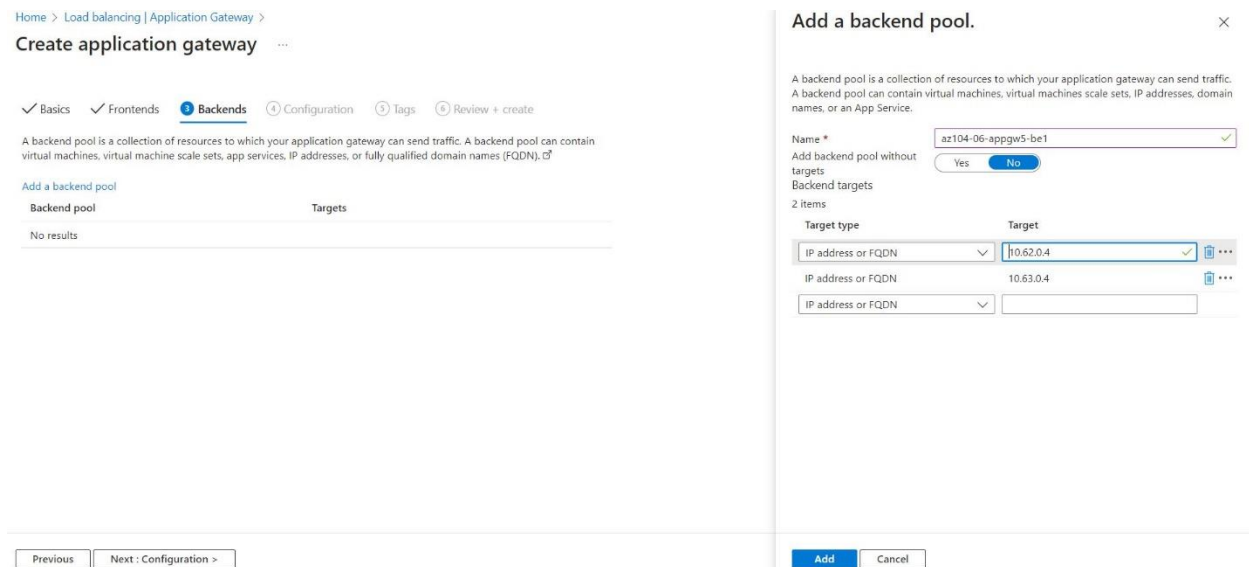 Home > Load balancing | Application Gateway >
Create application gateway ...
Basics Frontends 3 Backends 4 Configuration 5 Tags 6 Review + create
A backend pool is a collection of resources to which your application gateway can send traffic. A backend pool can contain
virtual machines, virtual machine scale sets, app services, IP addresses, or fully qualified domain names (FQDN).
Add a backend pool
Backend pool Targets
No results
Previous Next : Configuration >
Add a backend pool.
A backend pool is a collection of resources to which your application gateway can send traffic.
A backend pool can contain virtual machines, virtual machines scale sets, IP addresses, domain
names, or an App Service.
Name * az104-06-appgw5-be1
Add backend pool without
targets
Yes No
Backend targets
2 items
Target type Target
IP address or FQDN 10.62.0.4
IP address or FQDN 10.63.0.4
IP address or FQDN
Add Cancel